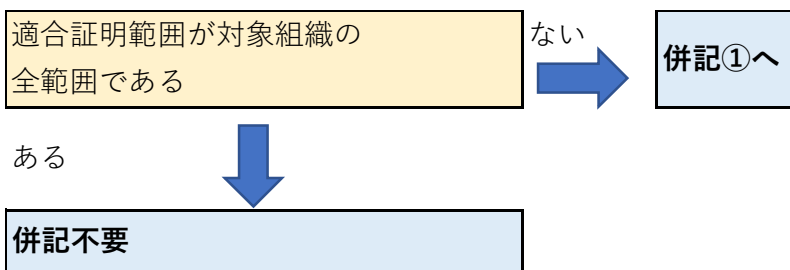 適合証明範囲が対象組織の
全範囲である
ない
併記①へ
ある
併記不要